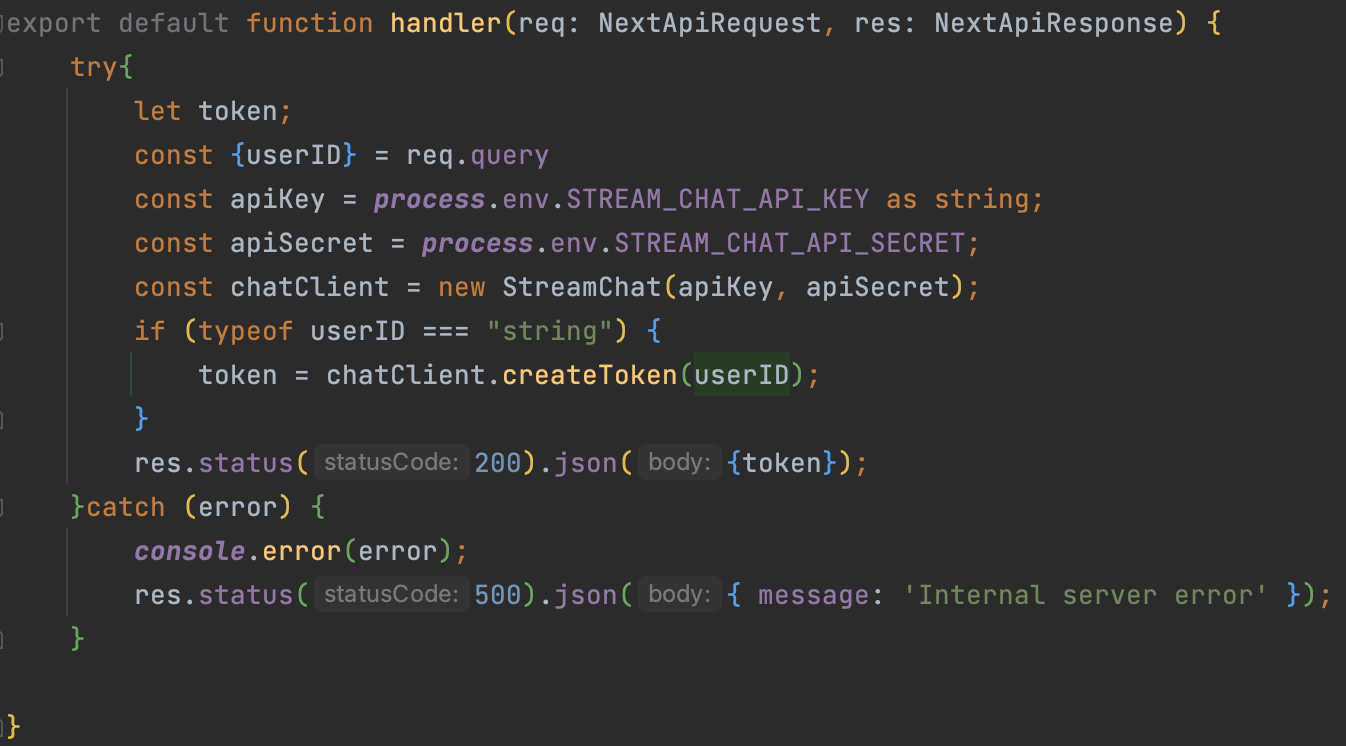 export default function handler(req: NextApiRequest, res: NextApiResponse) {
try{
let token;
const {userID} = req.query
const apiKey = process.env.STREAM_CHAT_API_KEY as string;
const apiSecret = process.env.STREAM_CHAT_API_SECRET;
const chatClient = new StreamChat(apiKey, apiSecret);
if (typeof userID === "string") {
token = chatClient.createToken(userID);
}
res.status( statusCode: 200).json( body: {token});
}catch (error) {
console.error(error);
res.status( statusCode: 500).json( body: { message: 'Internal server error' });
}
}